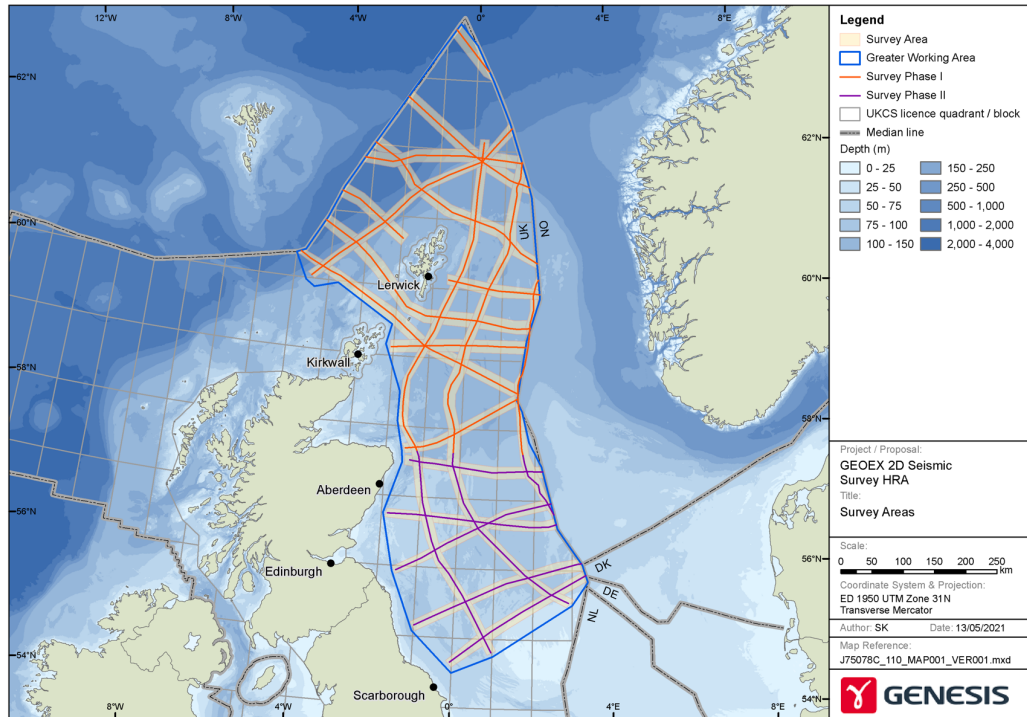 12°W 8°W 4°W 0° 4°E 8°E
62°N
62°N
60°N
60°N
58°N
58°N
56°N
56°N
54°N
54°N
8°W 4°W 0° 4°E 8°E
UK
NO
Lerwick
Kirkwall
Aberdeen
Edinburgh
DK
DE
NL
Scarborough
Legend
Survey Area
Greater Working Area
Survey Phase I
Survey Phase II
UKCS licence quadrant / block
Median line
Depth (m)
0 - 25
25 - 50
50 - 75
75 - 100
100 - 150
150 - 250
250 - 500
500 - 1,000
1,000 - 2,000
2,000 - 4,000
Project / Proposal:
GEOEX 2D Seismic
Survey HRA
Title:
Survey Areas
Scale:
0 50 100 150 200 250
km
Coordinate System & Projection:
ED 1950 UTM Zone 31N
Transverse Mercator
Author: SK Date: 13/05/2021
Map Reference:
J75078C_110_MAP001_VER001.mxd
GENESIS